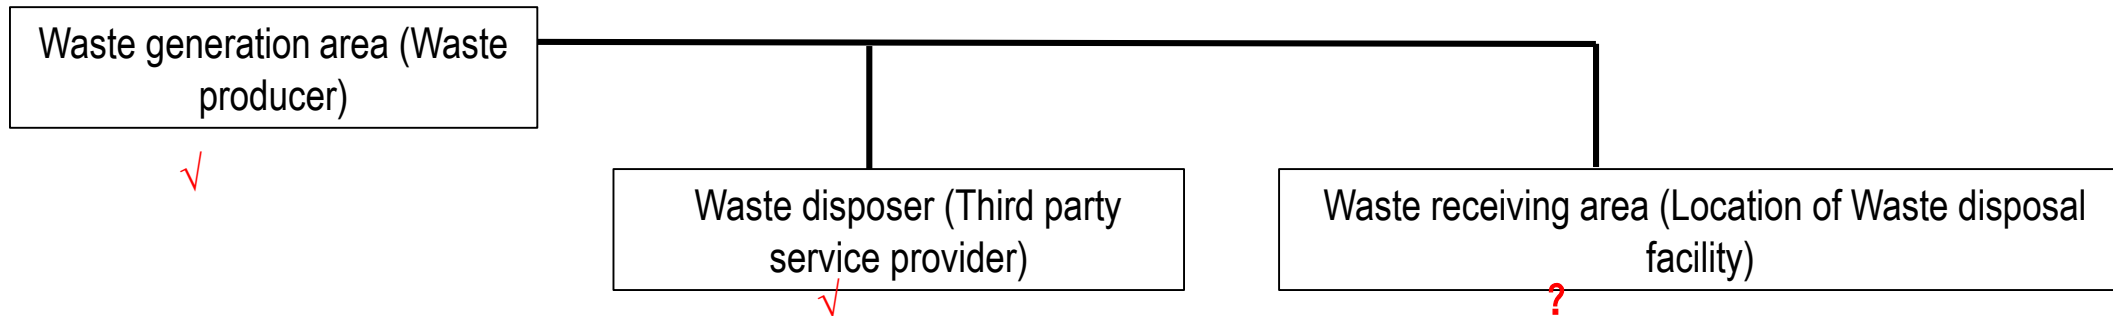 Waste generation area (Waste
producer)
√
Waste disposer (Third party
service provider)
√
Waste receiving area (Location of Waste disposal
facility)
?